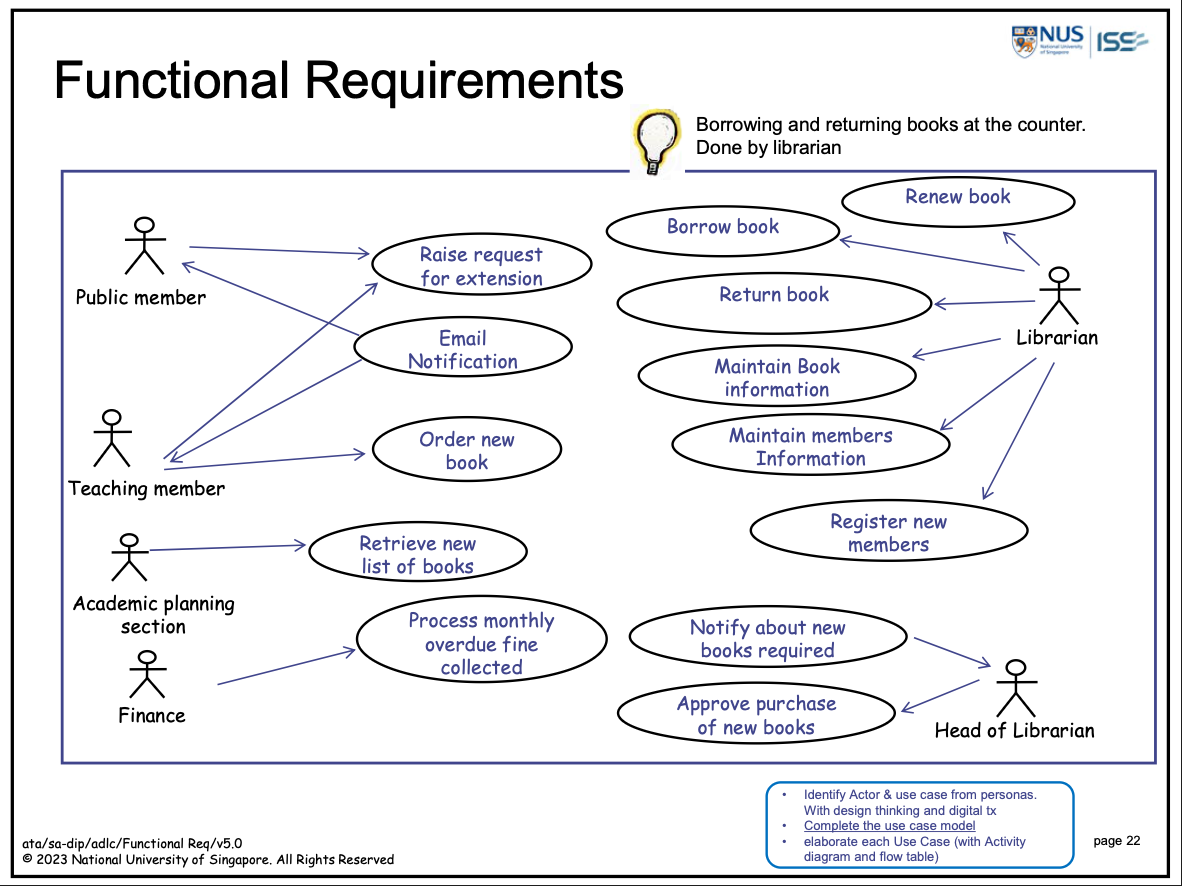 NUS
National University
of Singapore
ISS
Functional Requirements
Borrowing and returning books at the counter.
Done by librarian
Renew book
Borrow book
Raise request
for extension
Return book
Public member
Librarian
Email
Notification
Maintain Book
information
Maintain members
Information
Order new
book
Teaching member
Register new
members
Retrieve new
list of books
Academic planning
section
Process monthly
overdue fine
collected
Notify about new
books required
Finance
Approve purchase
of new books
Head of Librarian
• Identify Actor & use case from personas.
With design thinking and digital tx
• Complete the use case model
• elaborate each Use Case (with Activity
diagram and flow table)
ata/sa-dip/adlc/Functional Req/v5.0
© 2023 National University of Singapore. All Rights Reserved
page 22